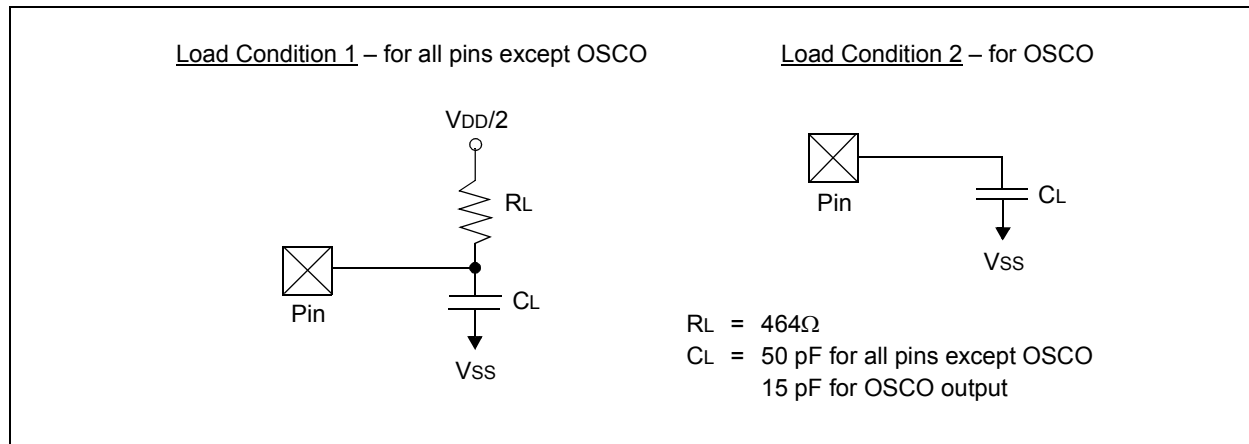 Load Condition 1 – for all pins except OSCO
VDD/2
RL
Pin
CL
VSS
Load Condition 2 – for OSCO
Pin
CL
VSS
RL = 464Ω
CL = 50 pF for all pins except OSCO
15 pF for OSCO output